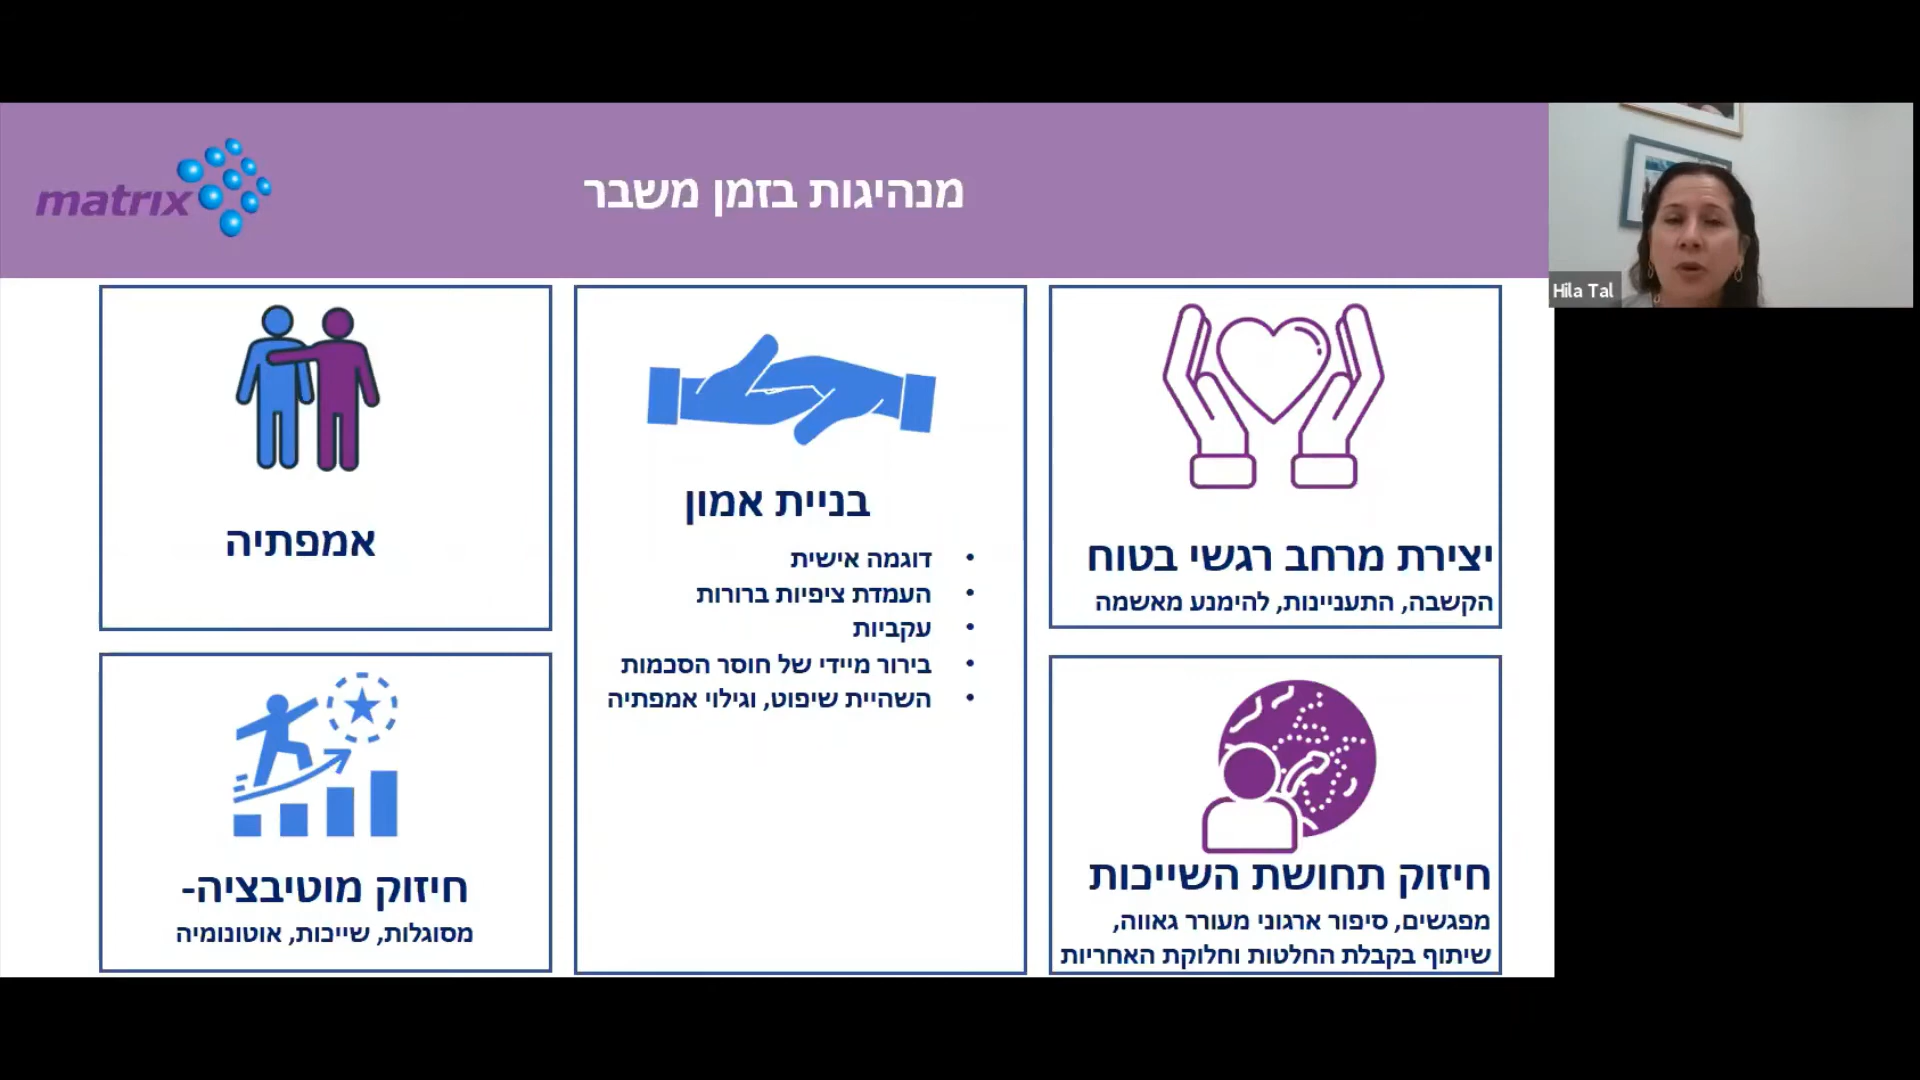 matrix
מנהיגות בזמן משבר
Hila Tal
יצירת מרחב רגשי בטוח
הקשבה, התעניינות, להימנע מאשמה
בניית אמון
• דוגמה אישית
• העמדת ציפיות ברורות
• עקביות
• בירור מיידי של חוסר הסכמות
• השהיית שיפוט, וגילוי אמפתיה
אמפתיה
חיזוק תחושת השייכות
מפגשים, סיפור ארגוני מעורר גאווה,
שיתוף בקבלת החלטות וחלוקת האחריות
חיזוק מוטיבציה-
מסוגלות, שייכות, אוטונומיה